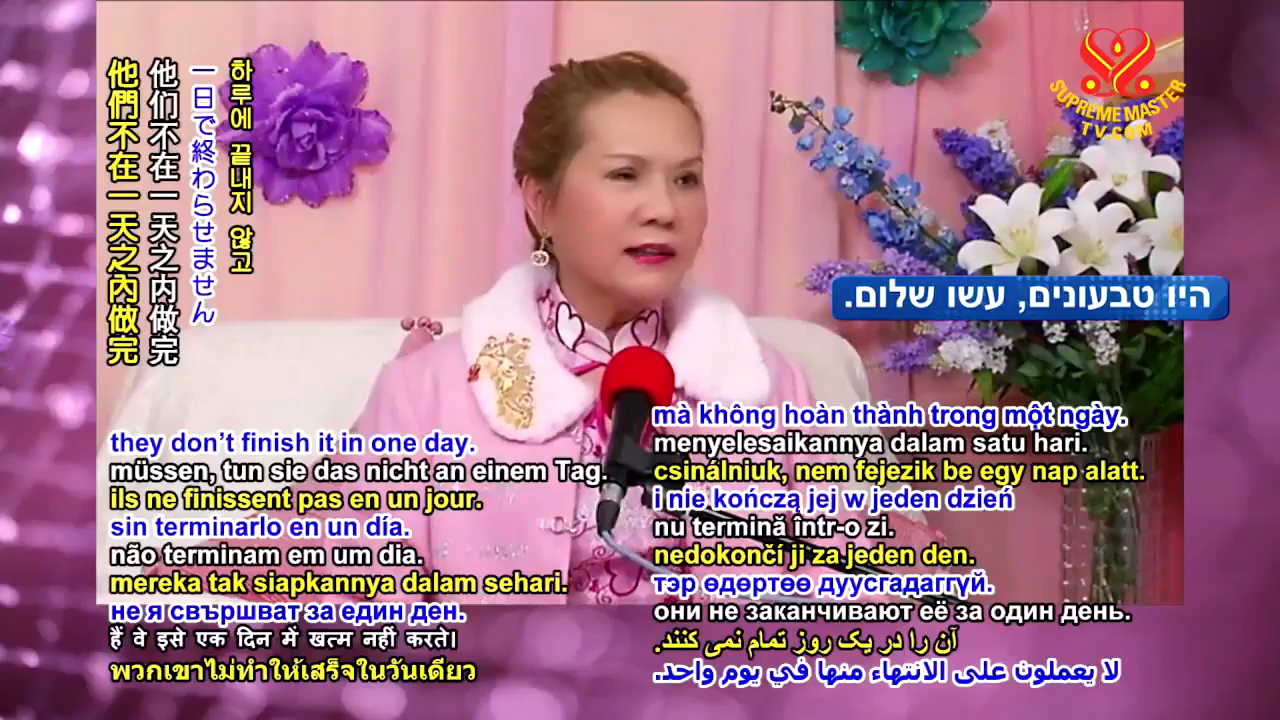 하루에 끝내지 않고
一日で終わらせません
他们不在一天之内做完
他們不在一天之內做完
SUPREME MASTER
TV.COM
היו טבעונים, עשו שלום.
they don’t finish it in one day.
müssen, tun sie das nicht an einem Tag.
ils ne finissent pas en un jour.
sin terminarlo en un día.
não terminam em um dia.
mereka tak siapkannya dalam sehari.
не я свършват за един ден.
हैं वे इसे एक दिन में खत्म नहीं करते।
พวกเขาไม่ทำให้เสร็จในวันเดียว
mà không hoàn thành trong một ngày.
menyelesaikannya dalam satu hari.
csinálniuk, nem fejezik be egy nap alatt.
i nie kończą jej w jeden dzień
nu termină într-o zi.
nedokončí ji za jeden den.
тэр өдөртөө дуусгадаггүй.
они не заканчивают её за один день.
آن را در یک روز تمام نمی کنند.
لا يعملون على الانتهاء منها في يوم واحد.